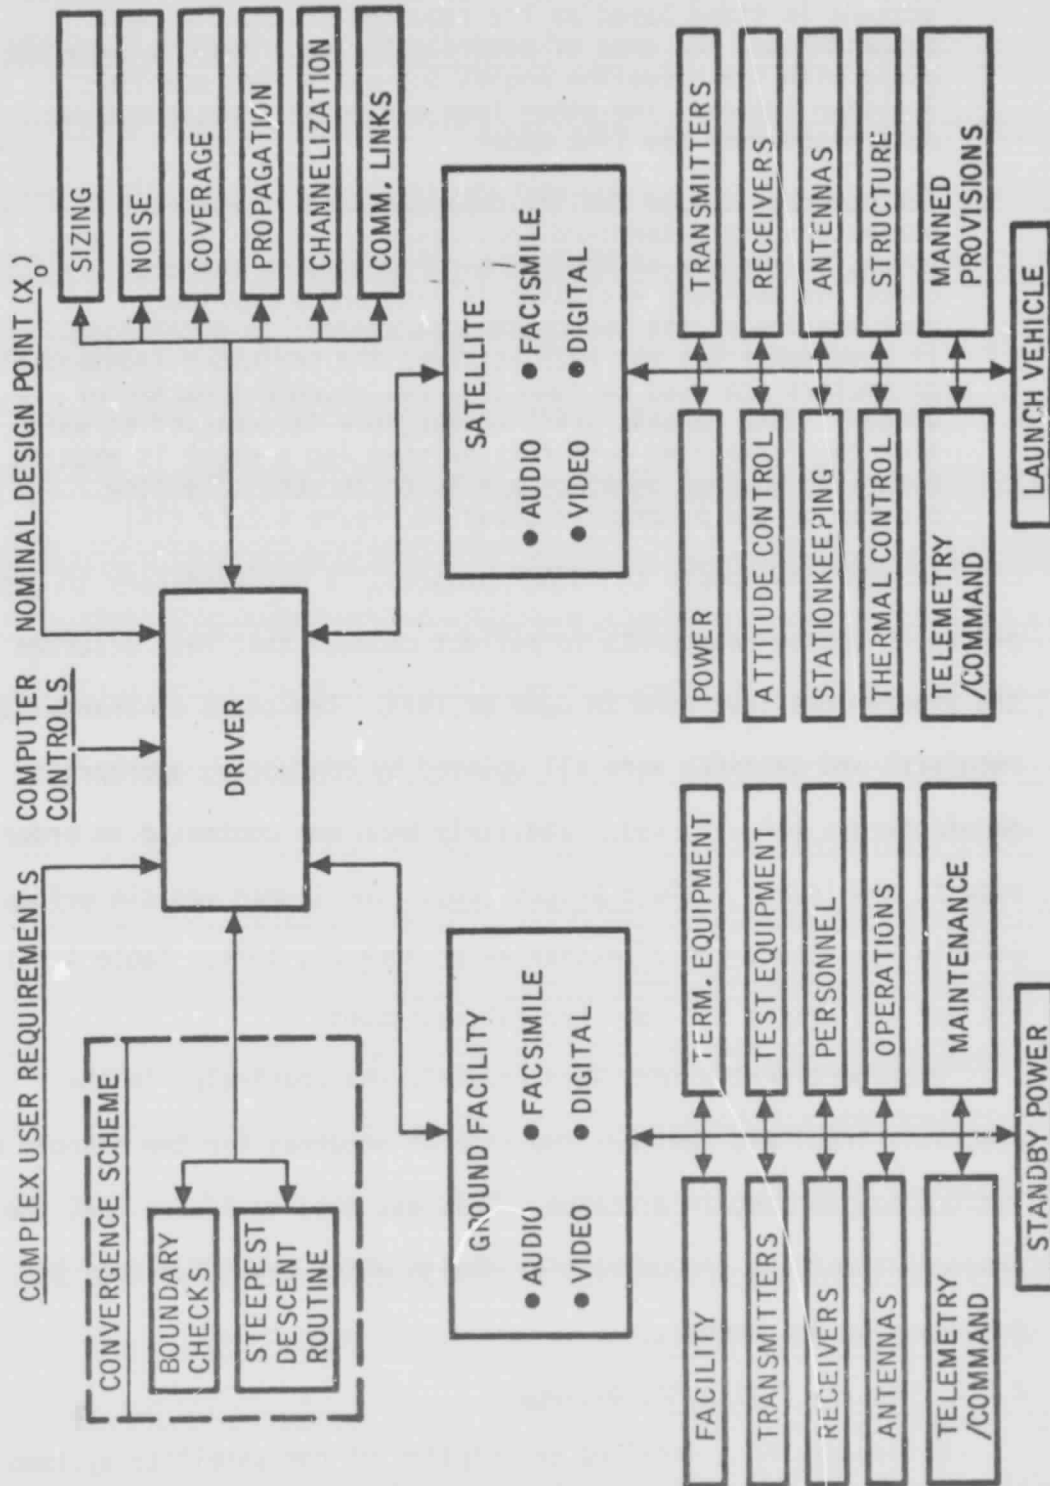 COMPLEX USER REQUIREMENTS
COMPUTER
CONTROLS
NOMINAL DESIGN POINT (X₀)
CONVERGENCE SCHEME
BOUNDARY
CHECKS
STEEPEST
DESCENT
ROUTINE
DRIVER
SIZING
NOISE
COVERAGE
PROPAGATION
CHANNELIZATION
COMM. LINKS
GROUND FACILITY
● AUDIO ● FACSIMILE
● VIDEO ● DIGITAL
SATELLITE
● AUDIO ● FACISMILE
● VIDEO ● DIGITAL
FACILITY
TERM. EQUIPMENT
TRANSMITTERS
TEST EQUIPMENT
RECEIVERS
PERSONNEL
ANTENNAS
OPERATIONS
TELEMETRY
/COMMAND
MAINTENANCE
STANDBY POWER
POWER
TRANSMITTERS
ATTITUDE CONTROL
RECEIVERS
STATIONKEEPING
ANTENNAS
THERMAL CONTROL
STRUCTURE
TELEMETRY
/COMMAND
MANNED
PROVISIONS
LAUNCH VEHICLE